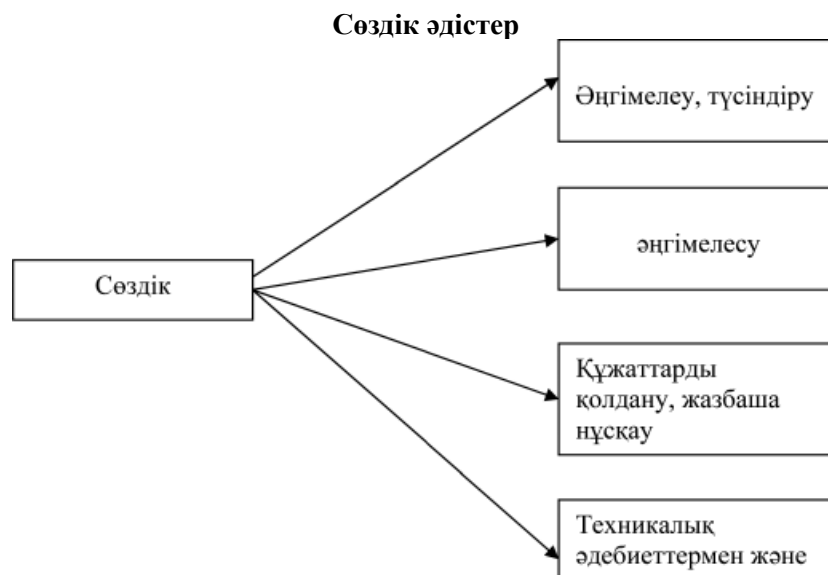 Сөздік әдістер
Әңгімелеу, түсіндіру
әңгімелесу
Сөздік
Құжаттарды
қолдану, жазбаша
нұсқау
Техникалық
әдебиеттермен және